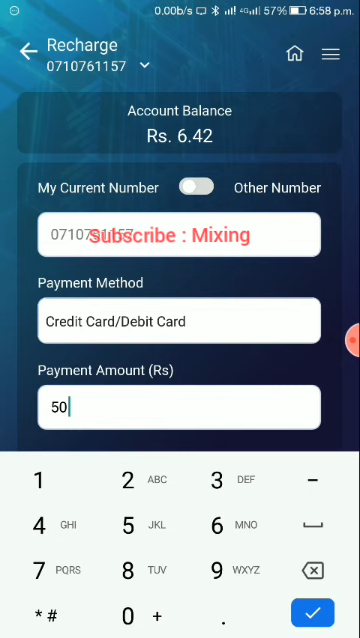 0.00b/s 4G 57% 6:58 p.m.
Recharge
0710761157
Account Balance
Rs. 6.42
My Current Number Other Number
0710761157
Subscribe : Mixing
Payment Method
Credit Card/Debit Card
Payment Amount (Rs)
50
1 2 ABC 3 DEF -
4 GHI 5 JKL 6 MNO
7 PQRS 8 TUV 9 WXYZ
* # 0 + .